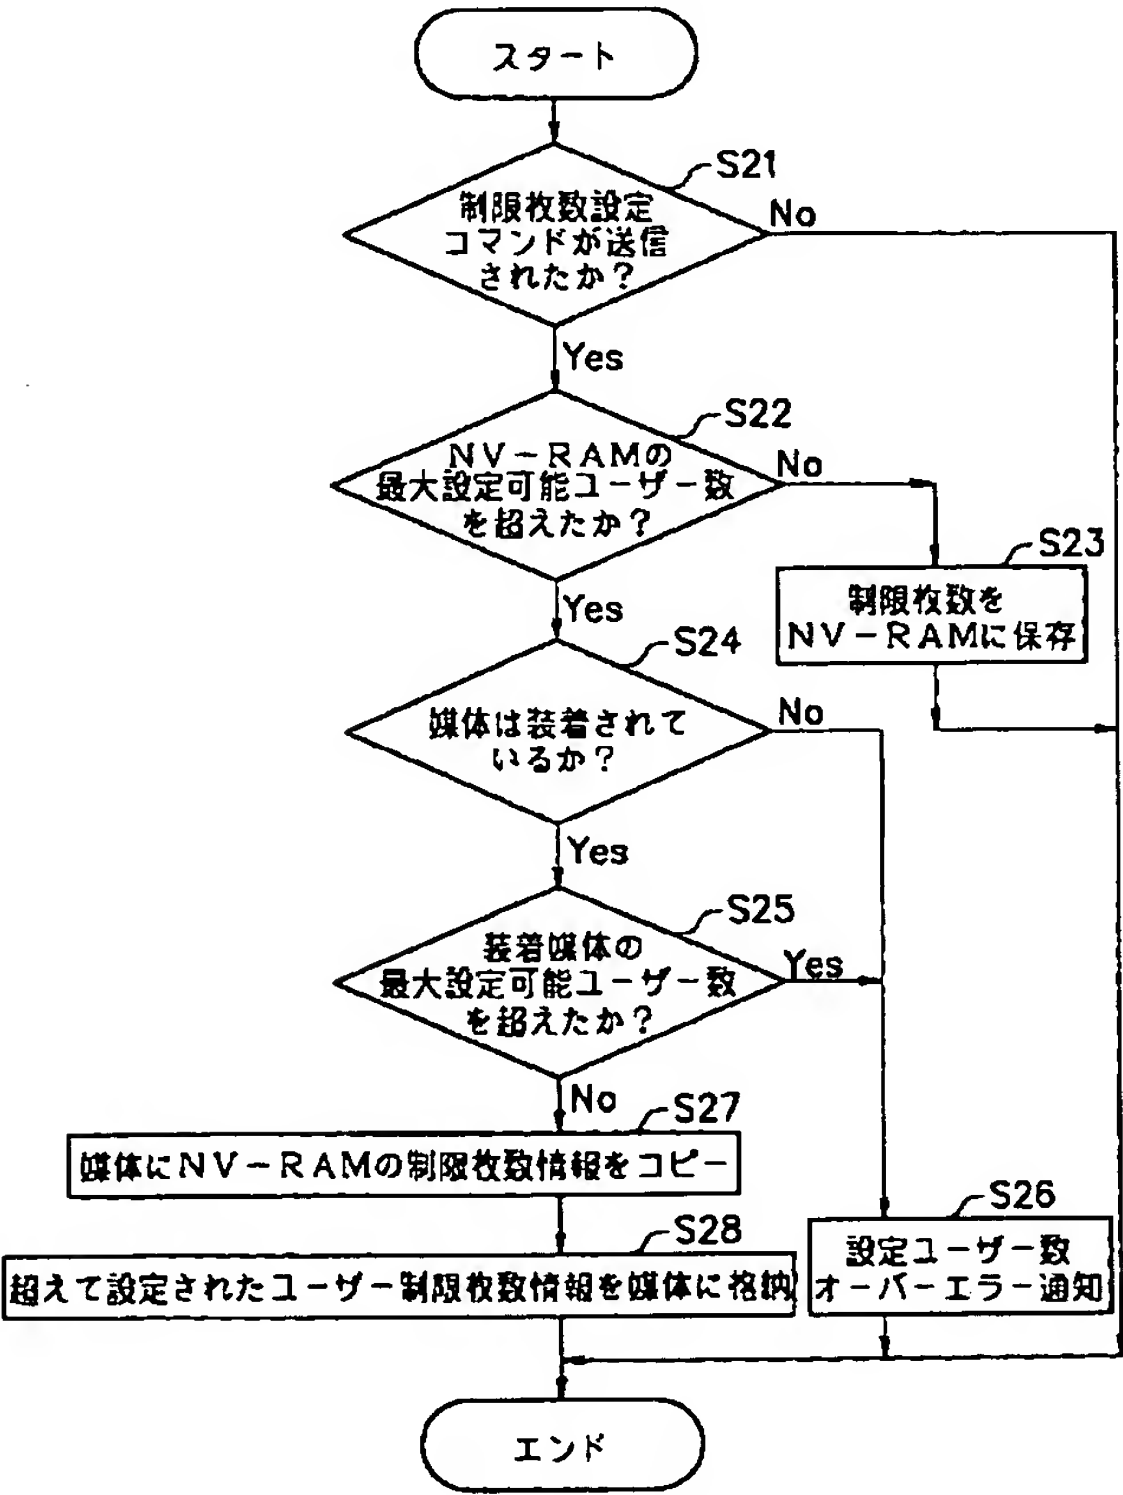 スタート
S21
制限枚数設定
コマンドが送信
されたか？
No
Yes
S22
ＮＶ－ＲＡＭの
最大設定可能ユーザー数
を超えたか？
No
S23
制限枚数を
ＮＶ－ＲＡＭに保存
Yes
S24
媒体は装着されて
いるか？
No
Yes
S25
装着媒体の
最大設定可能ユーザー数
を超えたか？
Yes
No
S27
媒体にＮＶ－ＲＡＭの制限枚数情報をコピー
S28
超えて設定されたユーザー制限枚数情報を媒体に格納
S26
設定ユーザー数
オーバーエラー通知
エンド